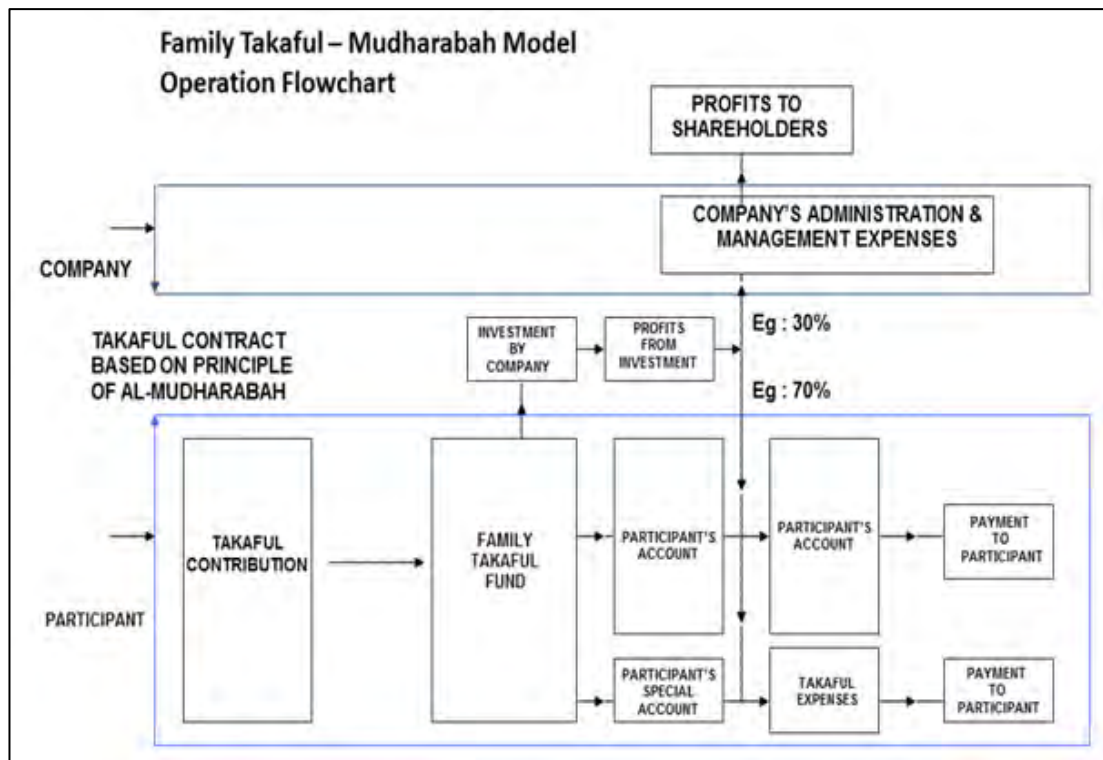 Family Takaful – Mudharabah Model
Operation Flowchart
PROFITS TO
SHAREHOLDERS
COMPANY'S ADMINISTRATION &
MANAGEMENT EXPENSES
COMPANY
TAKAFUL CONTRACT
BASED ON PRINCIPLE
OF AL-MUDHARABAH
INVESTMENT
BY
COMPANY
PROFITS
FROM
INVESTMENT
Eg : 30%
Eg : 70%
TAKAFUL
CONTRIBUTION
FAMILY
TAKAFUL
FUND
PARTICIPANT'S
ACCOUNT
PARTICIPANT'S
ACCOUNT
PAYMENT
TO
PARTICIPANT
PARTICIPANT
PARTICIPANT'S
SPECIAL
ACCOUNT
TAKAFUL
EXPENSES
PAYMENT
TO
PARTICIPANT